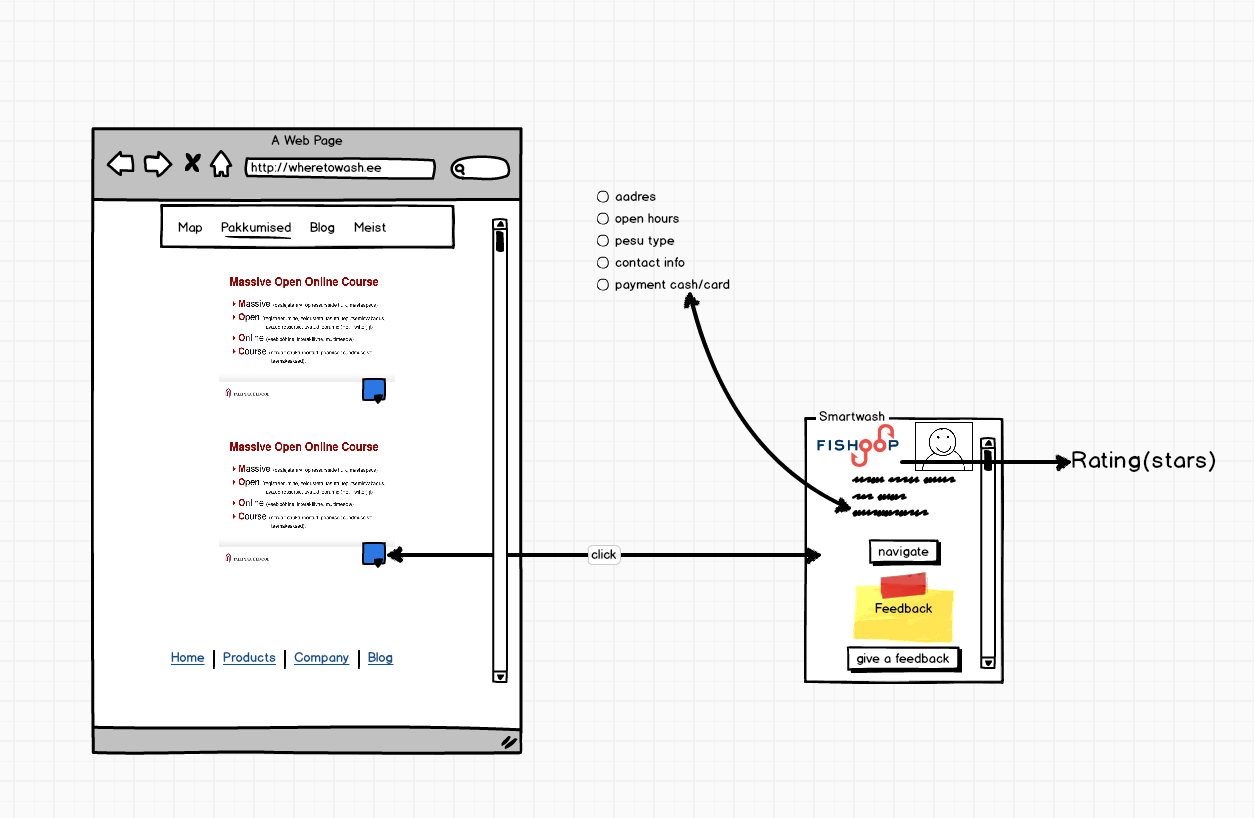 A Web Page
http://wheretowash.ee
Map Pakkumised Blog Meist
Massive Open Online Course
Massive
Open
Online
Course
Massive Open Online Course
Massive
Open
Online
Course
Home Products Company Blog
aadres
open hours
pesu type
contact info
payment cash/card
click
Smartwash
FISHOOP
Rating(stars)
navigate
Feedback
give a feedback